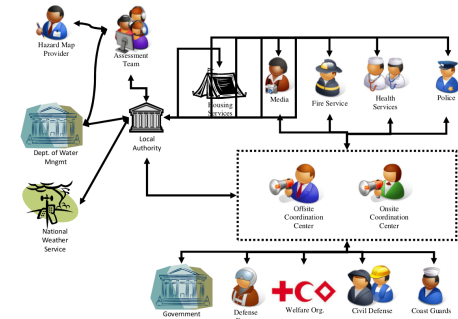 Hazard Map
Provider
Assessment
Team
Housing
Services
Media
Fire Service
Health
Services
Police
Dept. of Water
Mngmt
Local
Authority
National
Weather
Service
Offsite
Coordination
Center
Onsite
Coordination
Center
Government
Defense
Welfare Org.
Civil Defense
Coast Guards